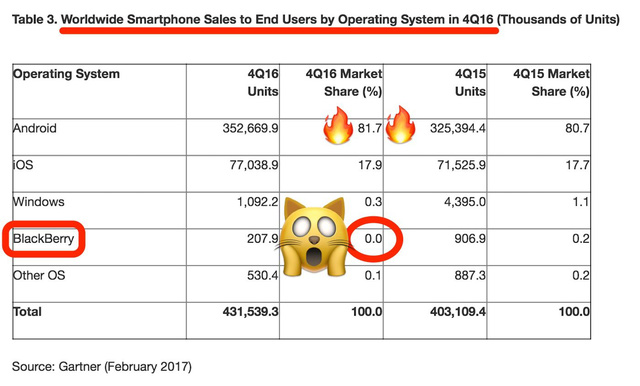 Table 3. Worldwide Smartphone Sales to End Users by Operating System in 4Q16 (Thousands of Units)
Operating System 4Q16 Units 4Q16 Market Share (%) 4Q15 Units 4Q15 Market Share (%)
Android 352,669.9 81.7 325,394.4 80.7
iOS 77,038.9 17.9 71,525.9 17.7
Windows 1,092.2 0.3 4,395.0 1.1
BlackBerry 207.9 0.0 906.9 0.2
Other OS 530.4 0.1 887.3 0.2
Total 431,539.3 100.0 403,109.4 100.0
Source: Gartner (February 2017)